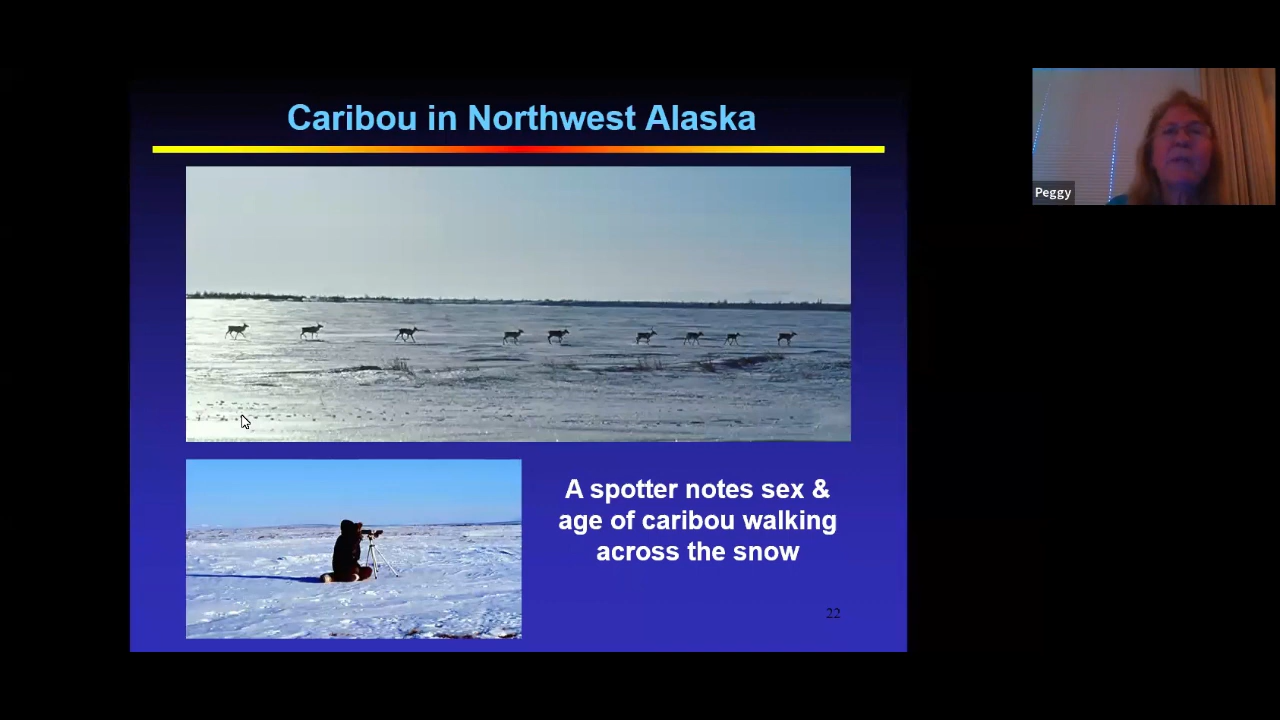 Caribou in Northwest Alaska
Peggy
A spotter notes sex &
age of caribou walking
across the snow
22